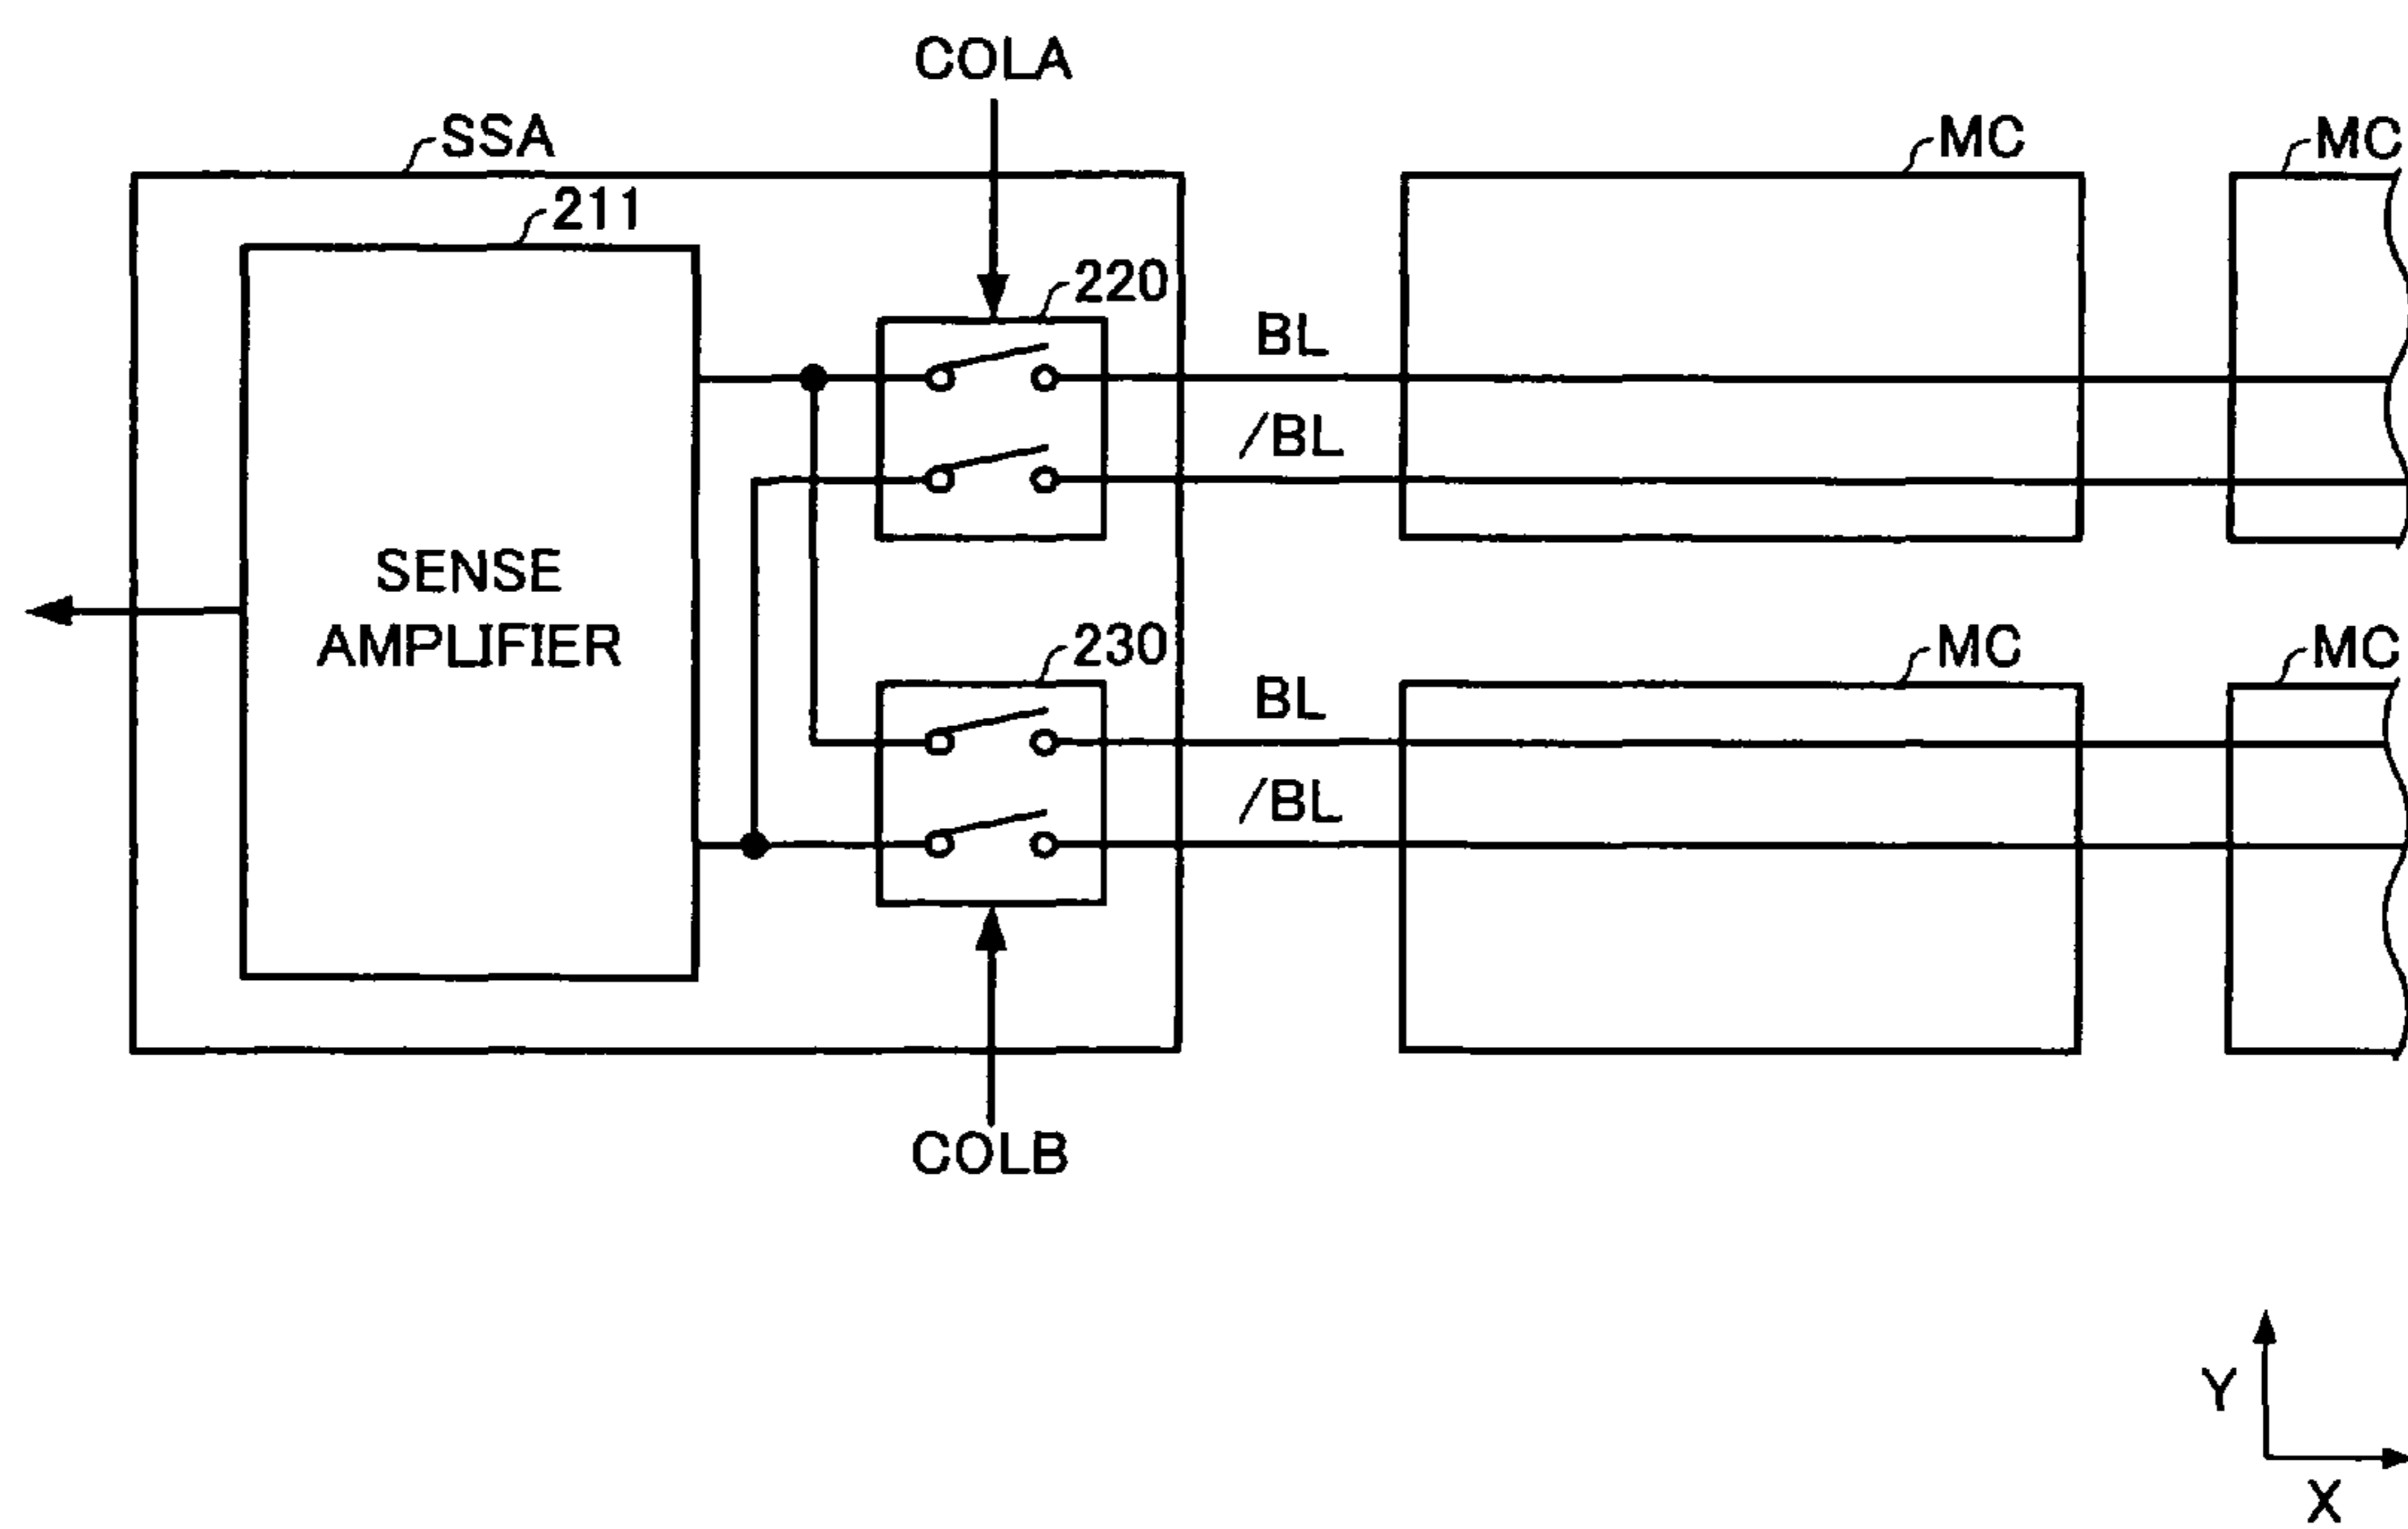 COLA
SSA
MC
MC
211
220
BL
/BL
SENSE
AMPLIFIER
230
MC
MC
BL
/BL
COLB
Y
X